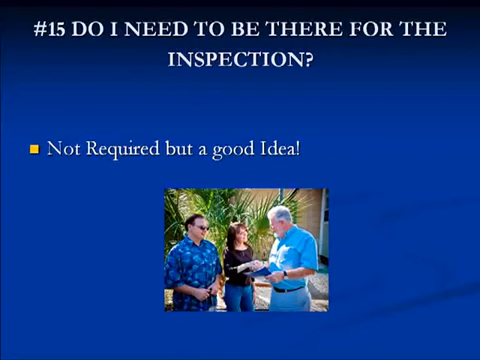 #15 DO I NEED TO BE THERE FOR THE
INSPECTION?
Not Required but a good Idea!